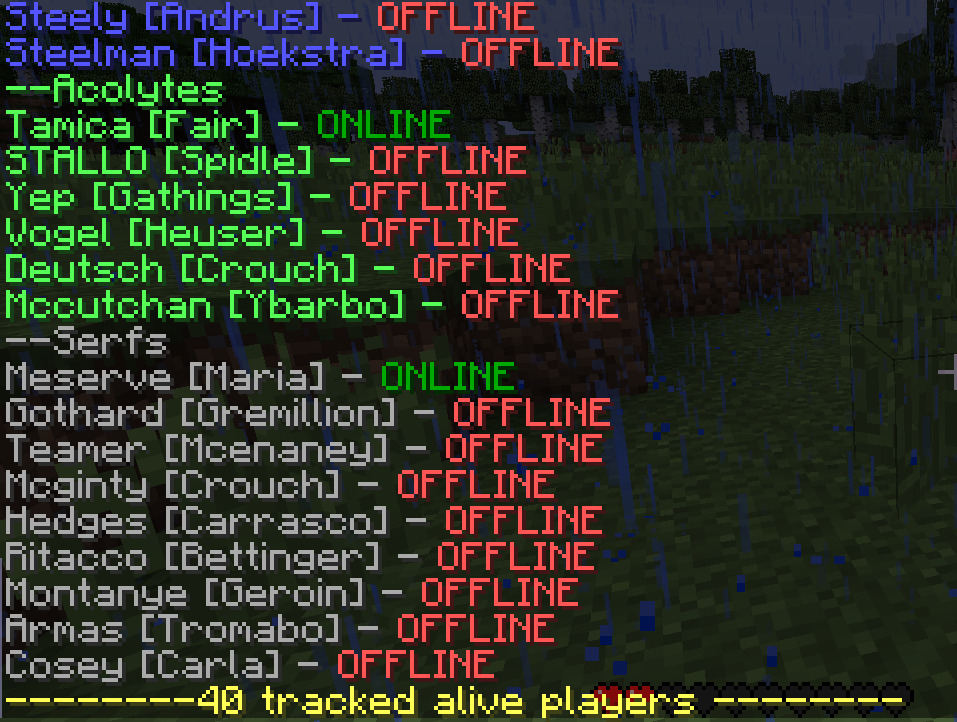 Steely [Andrus] - OFFLINE
Steelman [Hoekstra] - OFFLINE
--Acolytes
Tamica [Fair] - ONLINE
STALLO [Spidle] - OFFLINE
Yep [Gathings] - OFFLINE
Vogel [Heuser] - OFFLINE
Deutsch [Crouch] - OFFLINE
Mccutchan [Ybarbo] - OFFLINE
--Serfs
Meserve [Maria] - ONLINE
Gothard [Gremillion] - OFFLINE
Teamer [Mcenaney] - OFFLINE
Mcginty [Crouch] - OFFLINE
Hedges [Carrasco] - OFFLINE
Ritacco [Bettinger] - OFFLINE
Montanye [Geroin] - OFFLINE
Armas [Tromabo] - OFFLINE
Cosey [Carla] - OFFLINE
--------40 tracked alive players --------